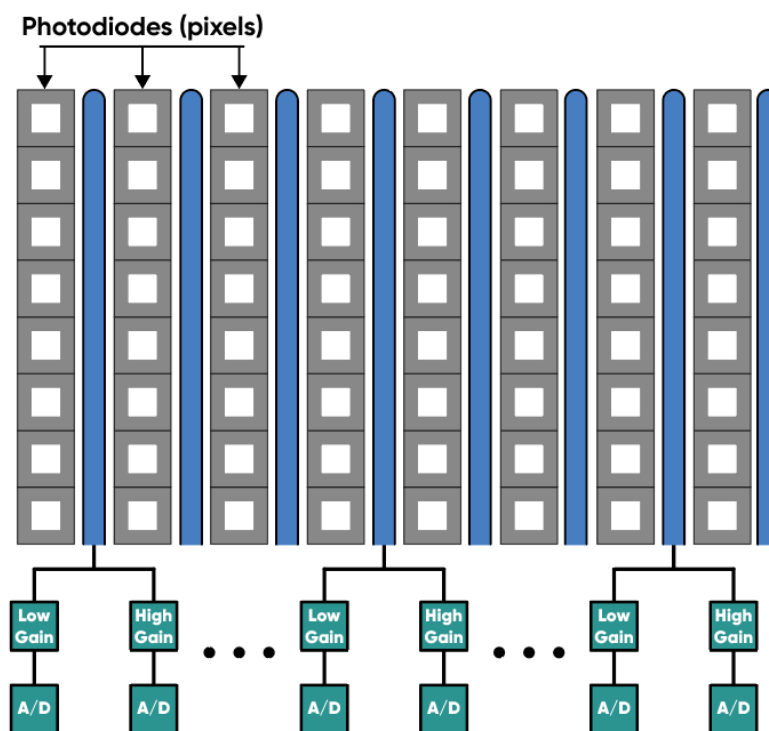 Photodiodes (pixels)
Low
Gain
High
Gain
Low
Gain
High
Gain
Low
Gain
High
Gain
A/D
A/D
A/D
A/D
A/D
A/D